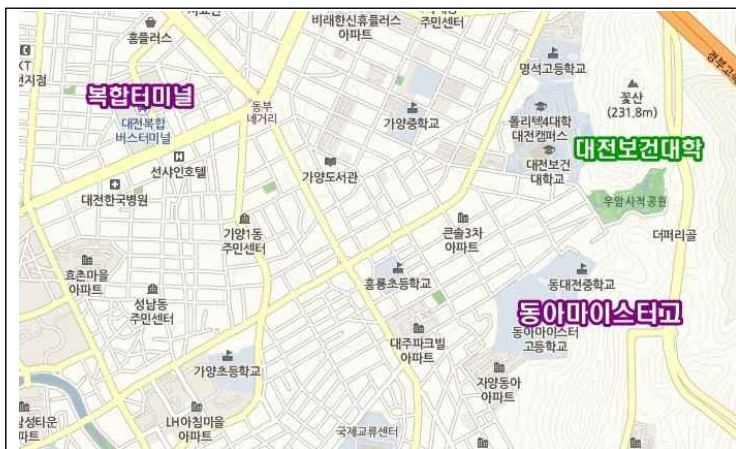 비래한신휴플러스
아파트
주민센터
홈플러스
명석고등학교
경부고속
KT
전지점
복합터미널
대전복합
버스터미널
동부
네거리
가양중학교
폴리텍4대학
대전캠퍼스
꽃산
(231.8m)
대전보건대학
대전보건
대학교
선샤인호텔
가양도서관
대전한국병원
우암사적공원
가양1동
주민센터
큰솔3차
아파트
더퍼리골
효촌마을
아파트
성남동
주민센터
흥룡초등학교
동대전중학교
동아마이스터고
동아마이스터
고등학교
대주파크빌
아파트
가양초등학교
자양동아
아파트
LH아침마을
아파트
삼성타운
파트
국제교류센터